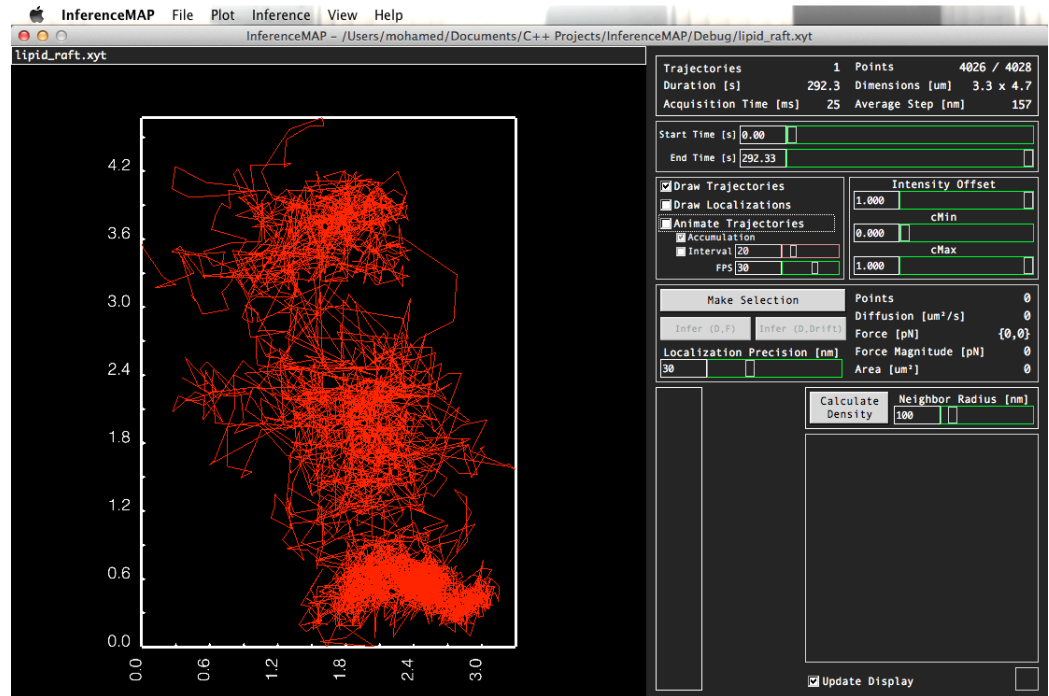 InferenceMAP File Plot Inference View Help
InferenceMAP – /Users/mohamed/Documents/C++ Projects/InferenceMAP/Debug/lipid_raft.xyt
lipid_raft.xyt
4.2
3.6
3.0
2.4
1.8
1.2
0.6
0.0
0.0 0.6 1.2 1.8 2.4 3.0
Trajectories 1 Points 4026 / 4028
Duration [s] 292.3 Dimensions [um] 3.3 x 4.7
Acquisition Time [ms] 25 Average Step [nm] 157
Start Time [s] 0.00
End Time [s] 292.33
Draw Trajectories
Draw Localizations
Animate Trajectories
Accumulation
Interval 20
FPS 30
Intensity Offset
1.000
cMin
0.000
cMax
1.000
Make Selection
Infer (D,F) Infer (D,Drift)
Localization Precision [nm]
30
Points 0
Diffusion [um²/s] 0
Force [pN] {0,0}
Force Magnitude [pN] 0
Area [um²] 0
Calculate Density
Neighbor Radius [nm]
100
Update Display